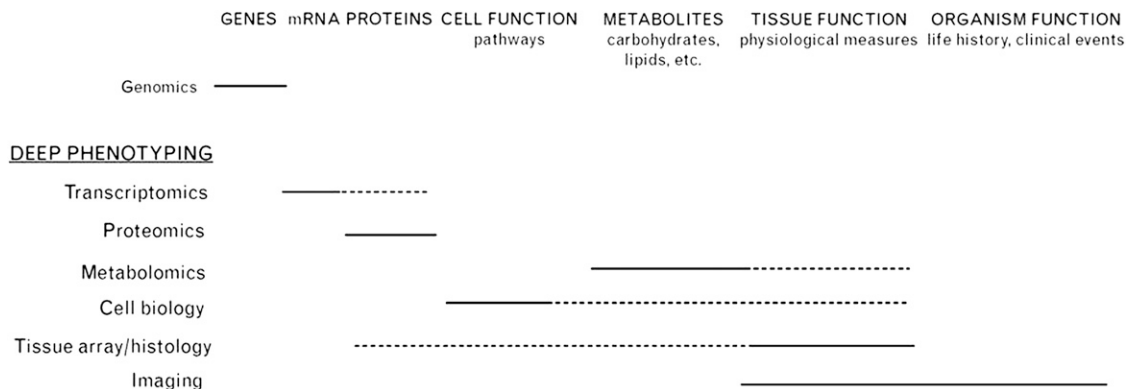 GENES mRNA PROTEINS CELL FUNCTION METABOLITES TISSUE FUNCTION ORGANISM FUNCTION
pathways carbohydrates, physiological measures life history, clinical events
lipids, etc.
Genomics
DEEP PHENOTYPING
Transcriptomics
Proteomics
Metabolomics
Cell biology
Tissue array/histology
Imaging